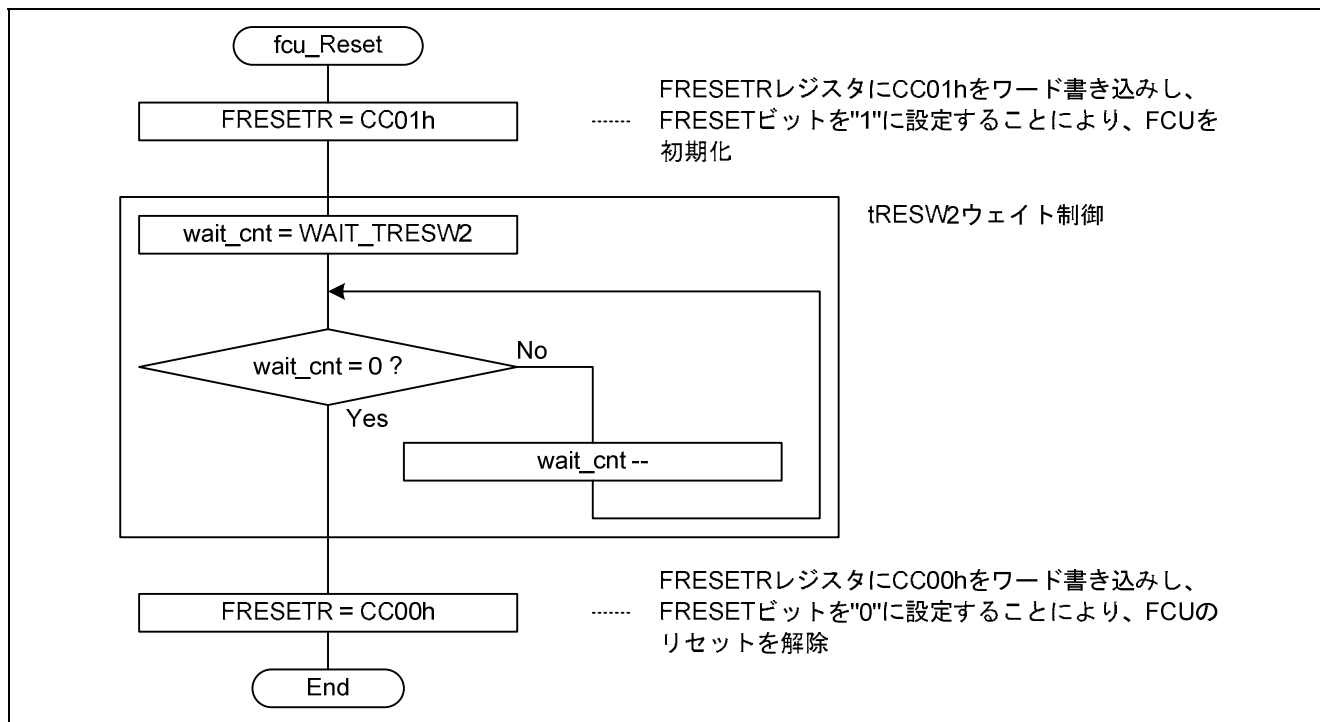 fcu_Reset
FRESETR = CC01h
‥‥‥ FRESETRレジスタにCC01hをワード書き込みし、
FRESETビットを"1"に設定することにより、FCUを
初期化
tRESW2ウェイト制御
wait_cnt = WAIT_TRESW2
wait_cnt = 0 ?
No
Yes
wait_cnt --
FRESETR = CC00h
‥‥‥ FRESETRレジスタにCC00hをワード書き込みし、
FRESETビットを"0"に設定することにより、FCUの
リセットを解除
End